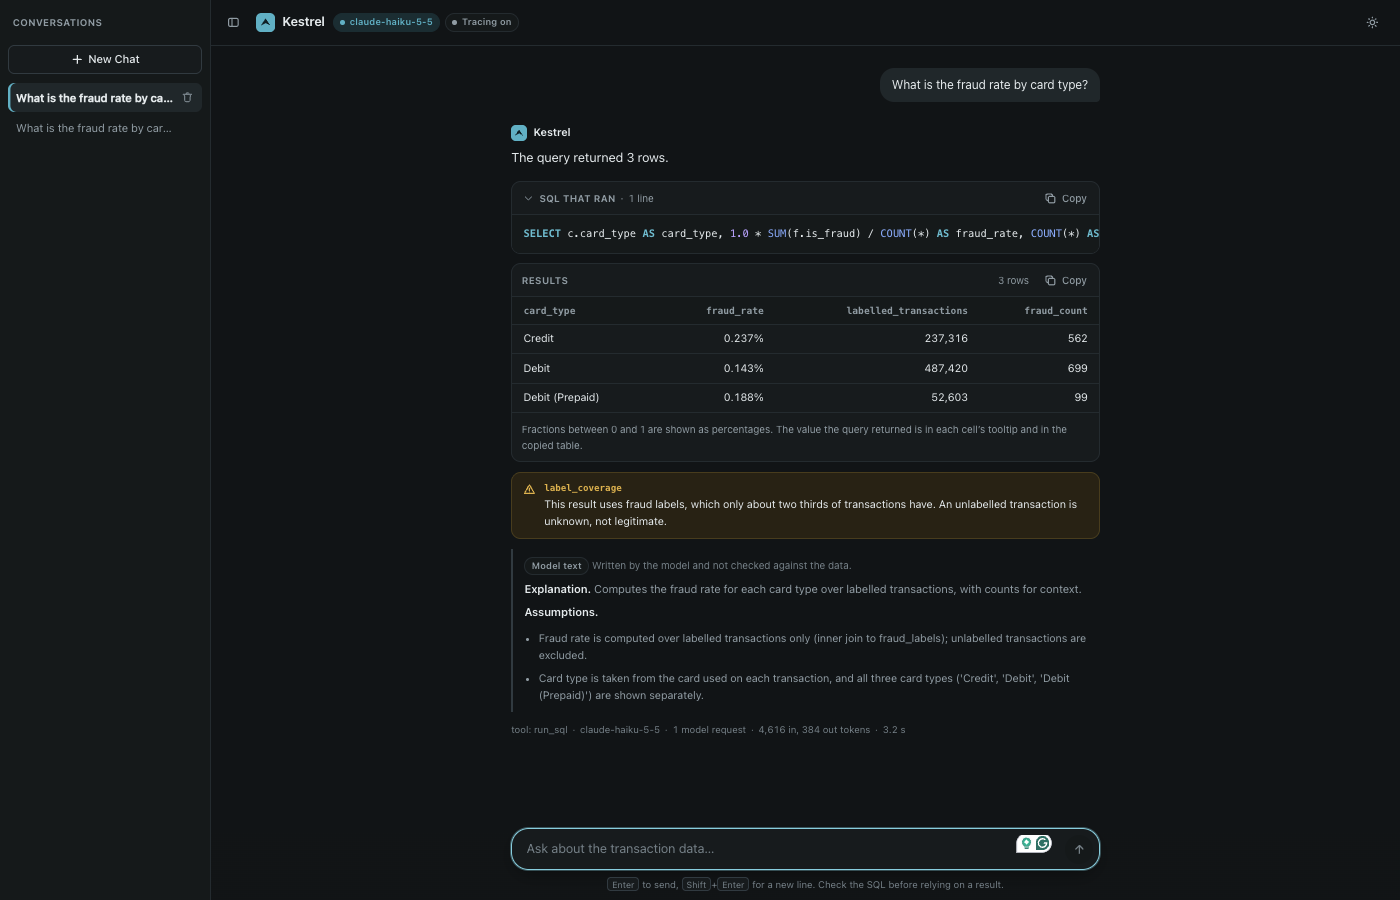 CONVERSATIONS
New Chat
What is the fraud rate by ca...
What is the fraud rate by car...
Kestrel
claude-haiku-5-5
Tracing on
What is the fraud rate by card type?
Kestrel
The query returned 3 rows.
SQL THAT RAN · 1 line
Copy
SELECT c.card_type AS card_type, 1.0 * SUM(f.is_fraud) / COUNT(*) AS fraud_rate, COUNT(*) AS
RESULTS
3 rows
Copy
card_type fraud_rate labelled_transactions fraud_count
Credit 0.237% 237,316 562
Debit 0.143% 487,420 699
Debit (Prepaid) 0.188% 52,603 99
Fractions between 0 and 1 are shown as percentages. The value the query returned is in each cell's tooltip and in the
copied table.
label_coverage
This result uses fraud labels, which only about two thirds of transactions have. An unlabelled transaction is
unknown, not legitimate.
Model text Written by the model and not checked against the data.
Explanation. Computes the fraud rate for each card type over labelled transactions, with counts for context.
Assumptions.
• Fraud rate is computed over labelled transactions only (inner join to fraud_labels); unlabelled transactions are
excluded.
• Card type is taken from the card used on each transaction, and all three card types ('Credit', 'Debit', 'Debit
(Prepaid)') are shown separately.
tool: run_sql · claude-haiku-5-5 · 1 model request · 4,616 in, 384 out tokens · 3.2 s
Ask about the transaction data...
Enter to send, Shift+Enter for a new line. Check the SQL before relying on a result.